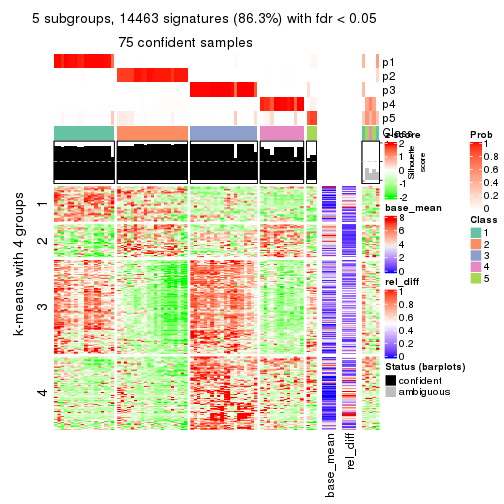 5 subgroups, 14463 signatures (86.3%) with fdr < 0.05
75 confident samples
p1
p2
p3
p4
p5
Class
Silhouette
score
k-means with 4 groups
1
2
3
4
z-score
2
1
0
-1
-2
base_mean
8
6
4
2
0
rel_diff
1
0.8
0.6
0.4
0.2
0
Status (barplots)
confident
ambiguous
Prob
1
0.8
0.6
0.4
0.2
0
Class
1
2
3
4
5
base_mean
rel_diff